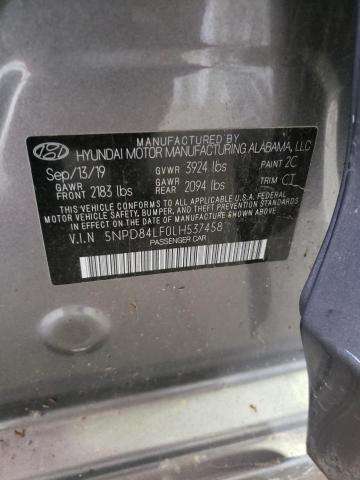 MANUFACTURED BY
HYUNDAI MOTOR MANUFACTURING ALABAMA, LLC
Sep/13/19 GVWR 3924 lbs PAINT 2C
GAWR FRONT 2183 lbs GAWR REAR 2094 lbs TRIM CT
THIS VEHICLE CONFORMS TO ALL APPLICABLE U.S.A FEDERAL
MOTOR VEHICLE SAFETY, BUMPER, AND THEFT PREVENTION
STANDARDS IN EFFECT ON THE DATE OF MANUFACTURE SHOWN ABOVE.
V.I.N 5NPD84LF0LH537458
PASSENGER CAR